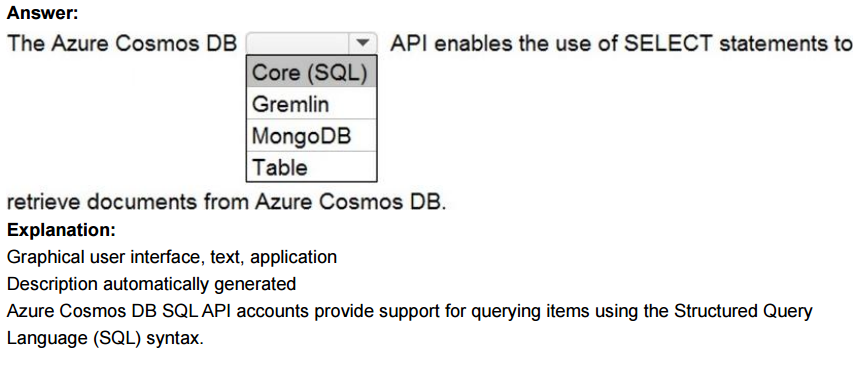 Answer:
The Azure Cosmos DB API enables the use of SELECT statements to
Core (SQL)
Gremlin
MongoDB
Table
retrieve documents from Azure Cosmos DB.
Explanation:
Graphical user interface, text, application
Description automatically generated
Azure Cosmos DB SQL API accounts provide support for querying items using the Structured Query
Language (SQL) syntax.